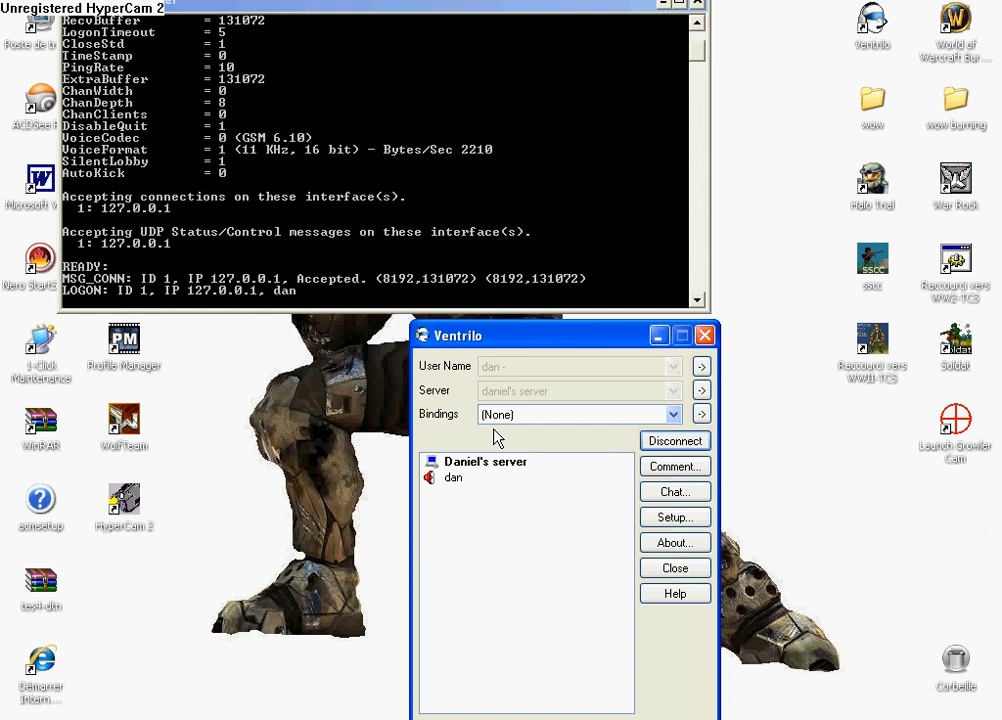 Unregistered HyperCam 2
RecvBuffer = 131072
LogonTimeout = 5
CloseStd = 1
TimeStamp = 0
PingRate = 10
ExtraBuffer = 131072
ChanWidth = 0
ChanDepth = 8
ChanClients = 0
DisableQuit = 1
VoiceCodec = 0 (GSM 6.10)
VoiceFormat = 1 (11 KHz, 16 bit) - Bytes/Sec 2210
SilentLobby = 1
AutoKick = 0
Accepting connections on these interface(s).
1: 127.0.0.1
Accepting UDP Status/Control messages on these interface(s).
1: 127.0.0.1
READY:
MSG_CONN: ID 1, IP 127.0.0.1, Accepted. (8192,131072) (8192,131072)
LOGON: ID 1, IP 127.0.0.1, dan
Ventrilo
User Name dan -
Server daniel's server
Bindings (None)
Daniel's server
dan
Disconnect
Comment...
Chat...
Setup...
About...
Close
Help
Poste de
ACDSee
Microsoft
Nero StartS
1-Click
Maintenance
Profile Manager
WinRAR
WolfTeam
acmsetup
HyperCam 2
Démarrer
Intern...
Ventrilo
World of
Warcraft Bur...
wow
wow burning
Halo Trial
War Rock
sscc
Raccourci vers
WW2-TCS
Raccourci vers
WWII-TCS
Soldat
Launch Growler
Cam
Corbeille